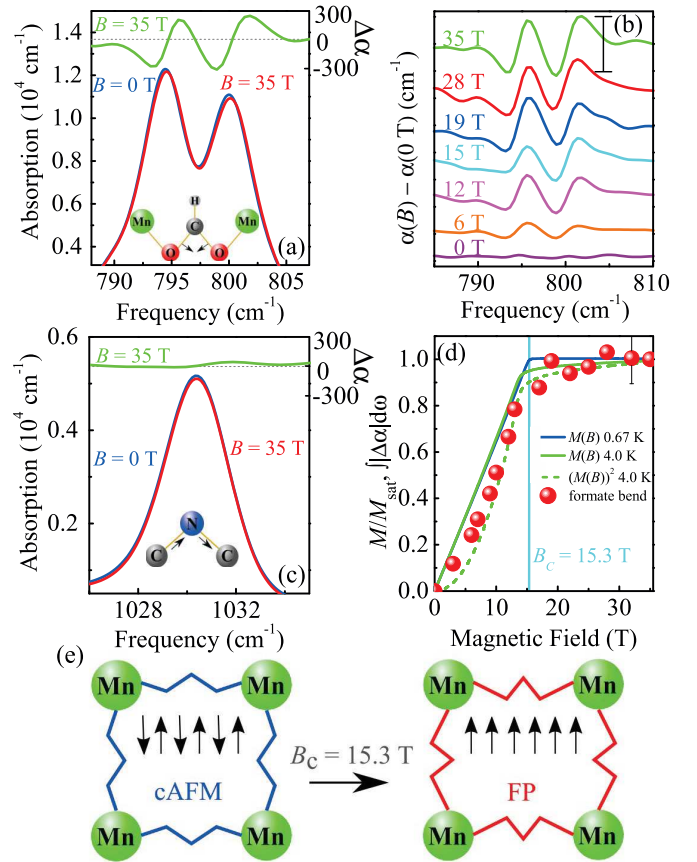 1.4
B = 35 T
300
0
-300
Δα
1.2
B = 0 T
B = 35 T
1.0
0.8
0.6
0.4
Absorption (10⁴ cm⁻¹)
H
Mn
C
Mn
O
O
(a)
790
795
800
805
Frequency (cm⁻¹)
(b)
35 T
28 T
19 T
15 T
12 T
6 T
0 T
α(B) − α(0 T) (cm⁻¹)
790
800
810
Frequency (cm⁻¹)
0.6
B = 35 T
300
0
-300
Δα
0.4
0.2
B = 0 T
B = 35 T
Absorption (10⁴ cm⁻¹)
N
C
C
(c)
1028
1032
Frequency (cm⁻¹)
(d)
1.0
0.8
0.6
0.4
0.2
0.0
M/Msat, ∫|Δα|dω
M(B) 0.67 K
M(B) 4.0 K
(M(B))² 4.0 K
formate bend
BC = 15.3 T
0
10
20
30
Magnetic Field (T)
(e)
Mn
Mn
Mn
Mn
cAFM
Mn
Mn
BC = 15.3 T
FP
Mn
Mn